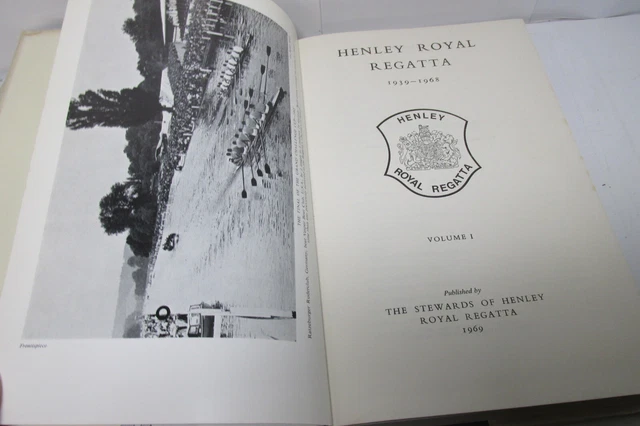 Frontispiece
HENLEY ROYAL
REGATTA
1939–1968
HENLEY
ROYAL REGATTA
VOLUME I
Published by
THE STEWARDS OF HENLEY
ROYAL REGATTA
1969